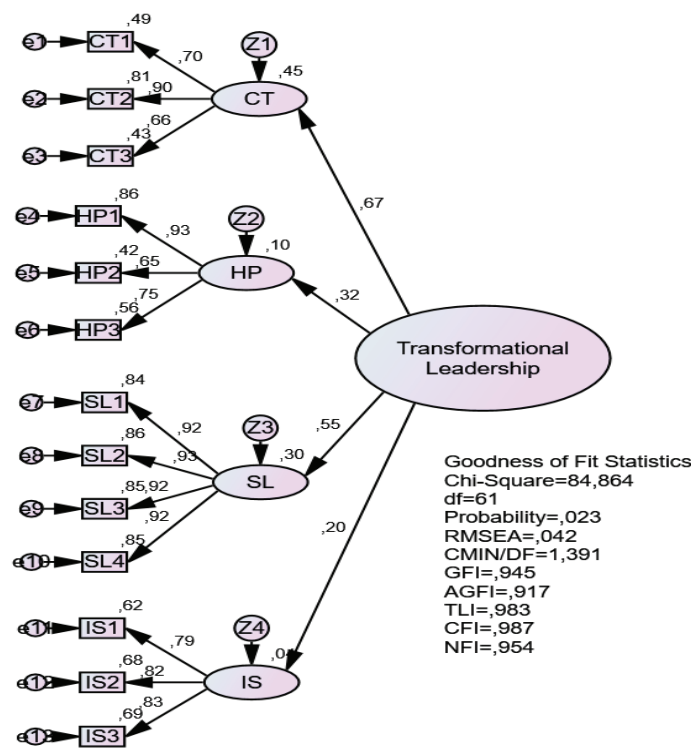 ,49
e1
CT1
,70
Z1
,45
,81
e2
CT2
,90
CT
,66
,43
e3
CT3
,67
,86
e4
HP1
,93
Z2
,10
,42
e5
HP2
,65
HP
,75
,56
e6
HP3
,32
Transformational
Leadership
,84
e7
SL1
,92
Z3
,30
,55
,86
e8
SL2
,93
SL
,85
,92
e9
SL3
,92
,85
e10
SL4
,20
Goodness of Fit Statistics
Chi-Square=84,864
df=61
Probability=,023
RMSEA=,042
CMIN/DF=1,391
GFI=,945
AGFI=,917
TLI=,983
CFI=,987
NFI=,954
,62
e11
IS1
,79
Z4
,68
e12
IS2
,82
IS
,83
,69
e13
IS3